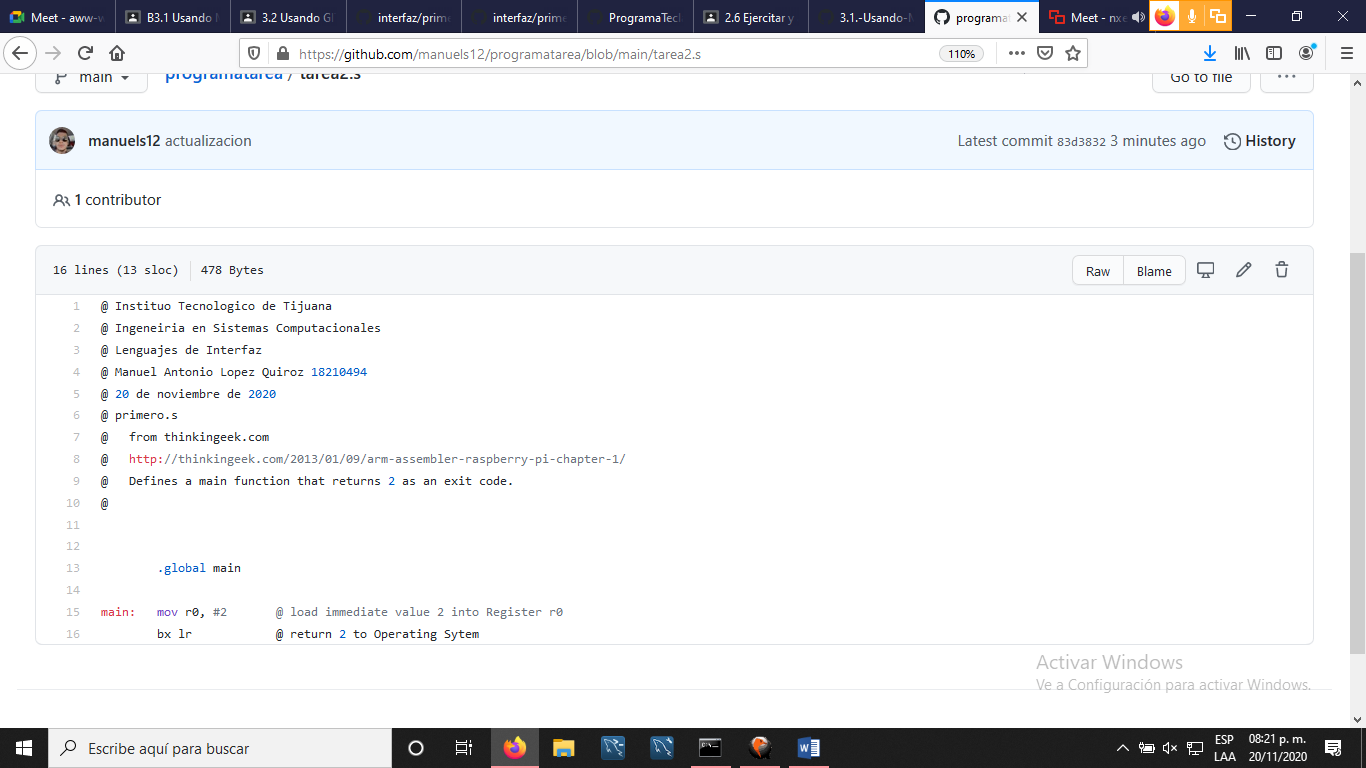 Meet - aww-w
B3.1 Usando M
3.2 Usando GI
interfaz/prime
interfaz/prime
ProgramaTecl
2.6 Ejercitar y
3.1.-Usando-N
programat
Meet - nxe
https://github.com/manuels12/programatarea/blob/main/tarea2.s
110%
main
programatarea / tarea2.s
Go to file
manuels12 actualizacion
Latest commit 83d3832 3 minutes ago
History
1 contributor
16 lines (13 sloc)
478 Bytes
Raw
Blame
1 @ Instituo Tecnologico de Tijuana
2 @ Ingeneiria en Sistemas Computacionales
3 @ Lenguajes de Interfaz
4 @ Manuel Antonio Lopez Quiroz 18210494
5 @ 20 de noviembre de 2020
6 @ primero.s
7 @ from thinkingeek.com
8 @ http://thinkingeek.com/2013/01/09/arm-assembler-raspberry-pi-chapter-1/
9 @ Defines a main function that returns 2 as an exit code.
10 @
11
12
13 .global main
14
15 main: mov r0, #2 @ load immediate value 2 into Register r0
16 bx lr @ return 2 to Operating Sytem
Activar Windows
Ve a Configuración para activar Windows.
Escribe aquí para buscar
ESP
LAA
08:21 p. m.
20/11/2020